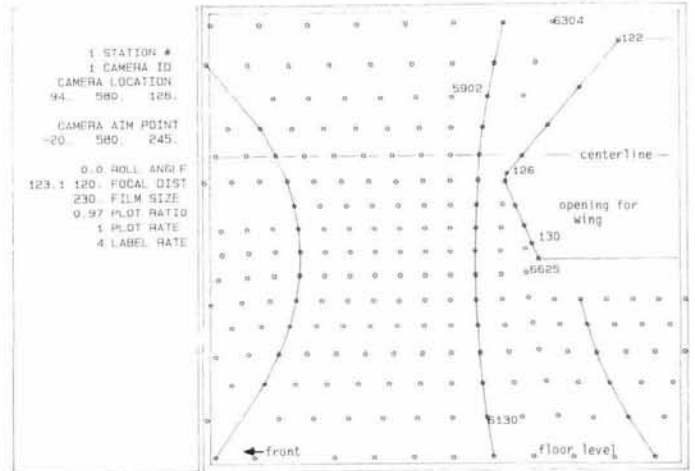 1 STATION #
1 CAMERA ID
CAMERA LOCATION
94. 580. 126.
CAMERA AIM POINT
-20. 580. 245.
0.0 ROLL ANGLE
123.1 120. FOCAL DIST
230. FILM SIZE
0.97 PLOT RATIO
1 PLOT RATE
4 LABEL RATE
6304
122
5902
centerline
126
opening for
wing
130
6625
6130
front
floor level